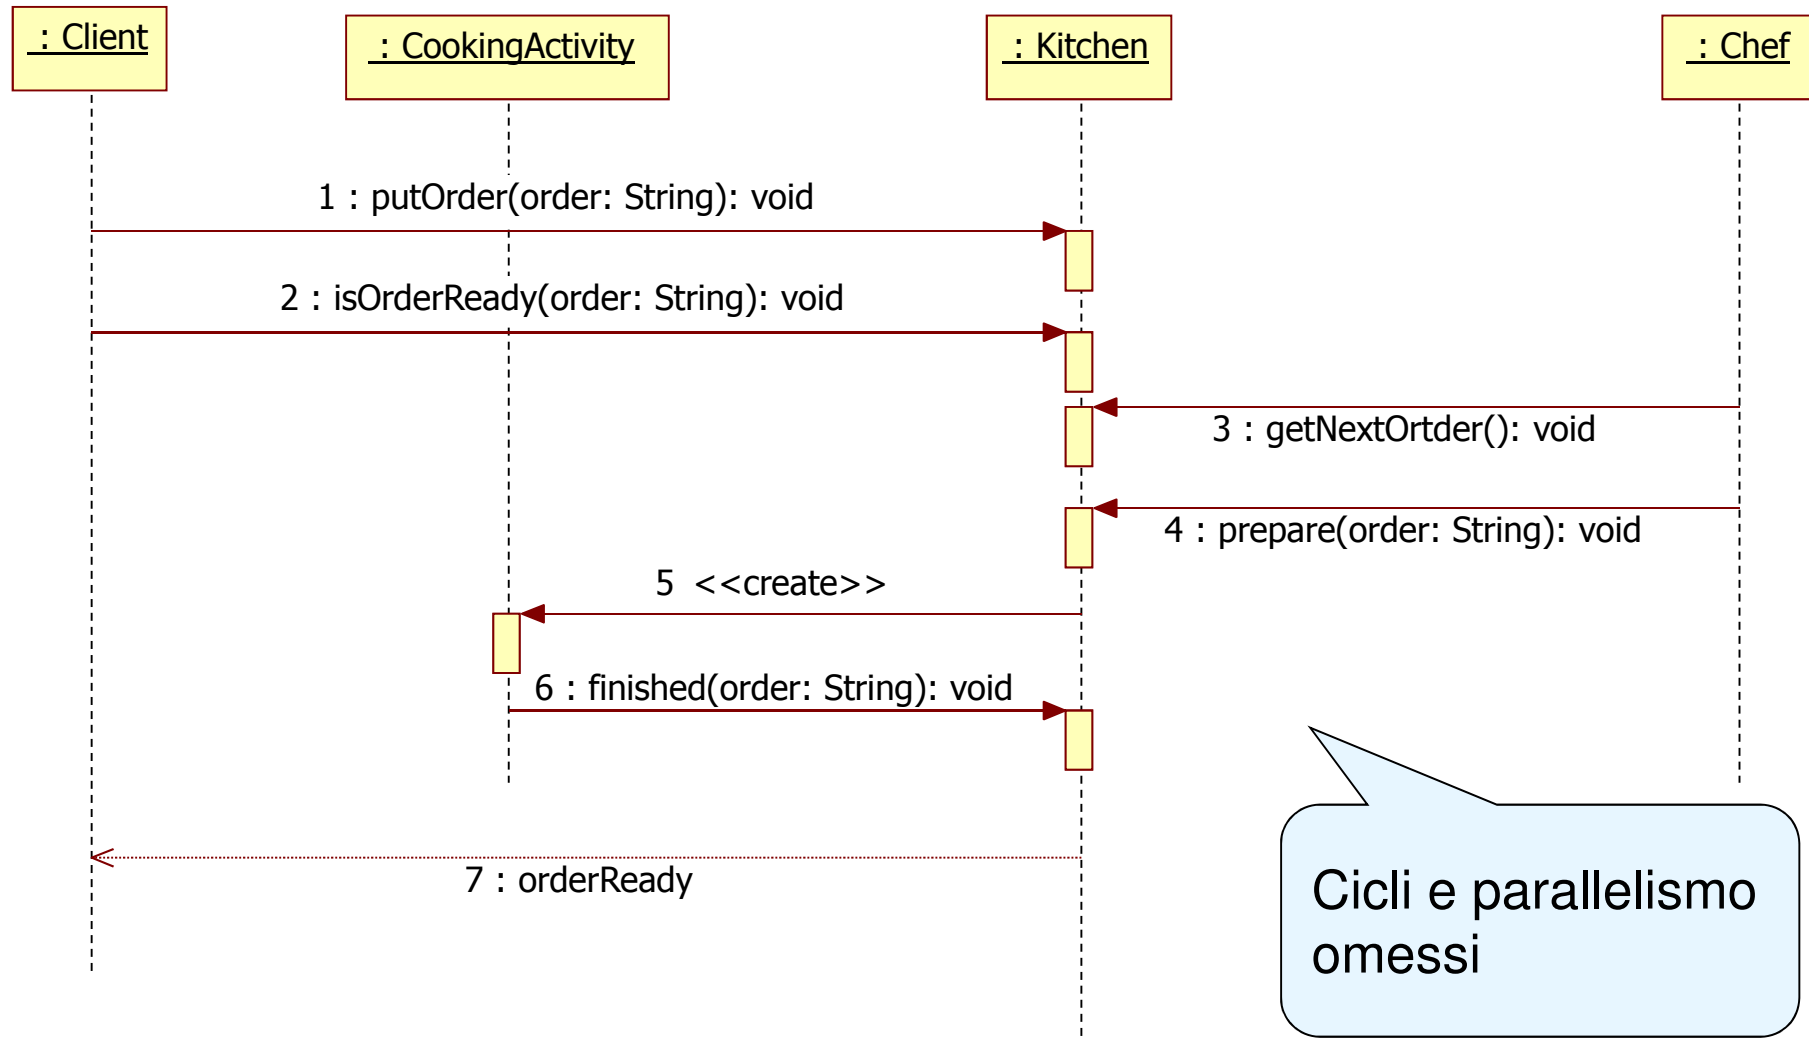 : Client
: CookingActivity
: Kitchen
: Chef
1 : putOrder(order: String): void
2 : isOrderReady(order: String): void
3 : getNextOrtder(): void
4 : prepare(order: String): void
5 <<create>>
6 : finished(order: String): void
7 : orderReady
Cicli e parallelismo
omessi